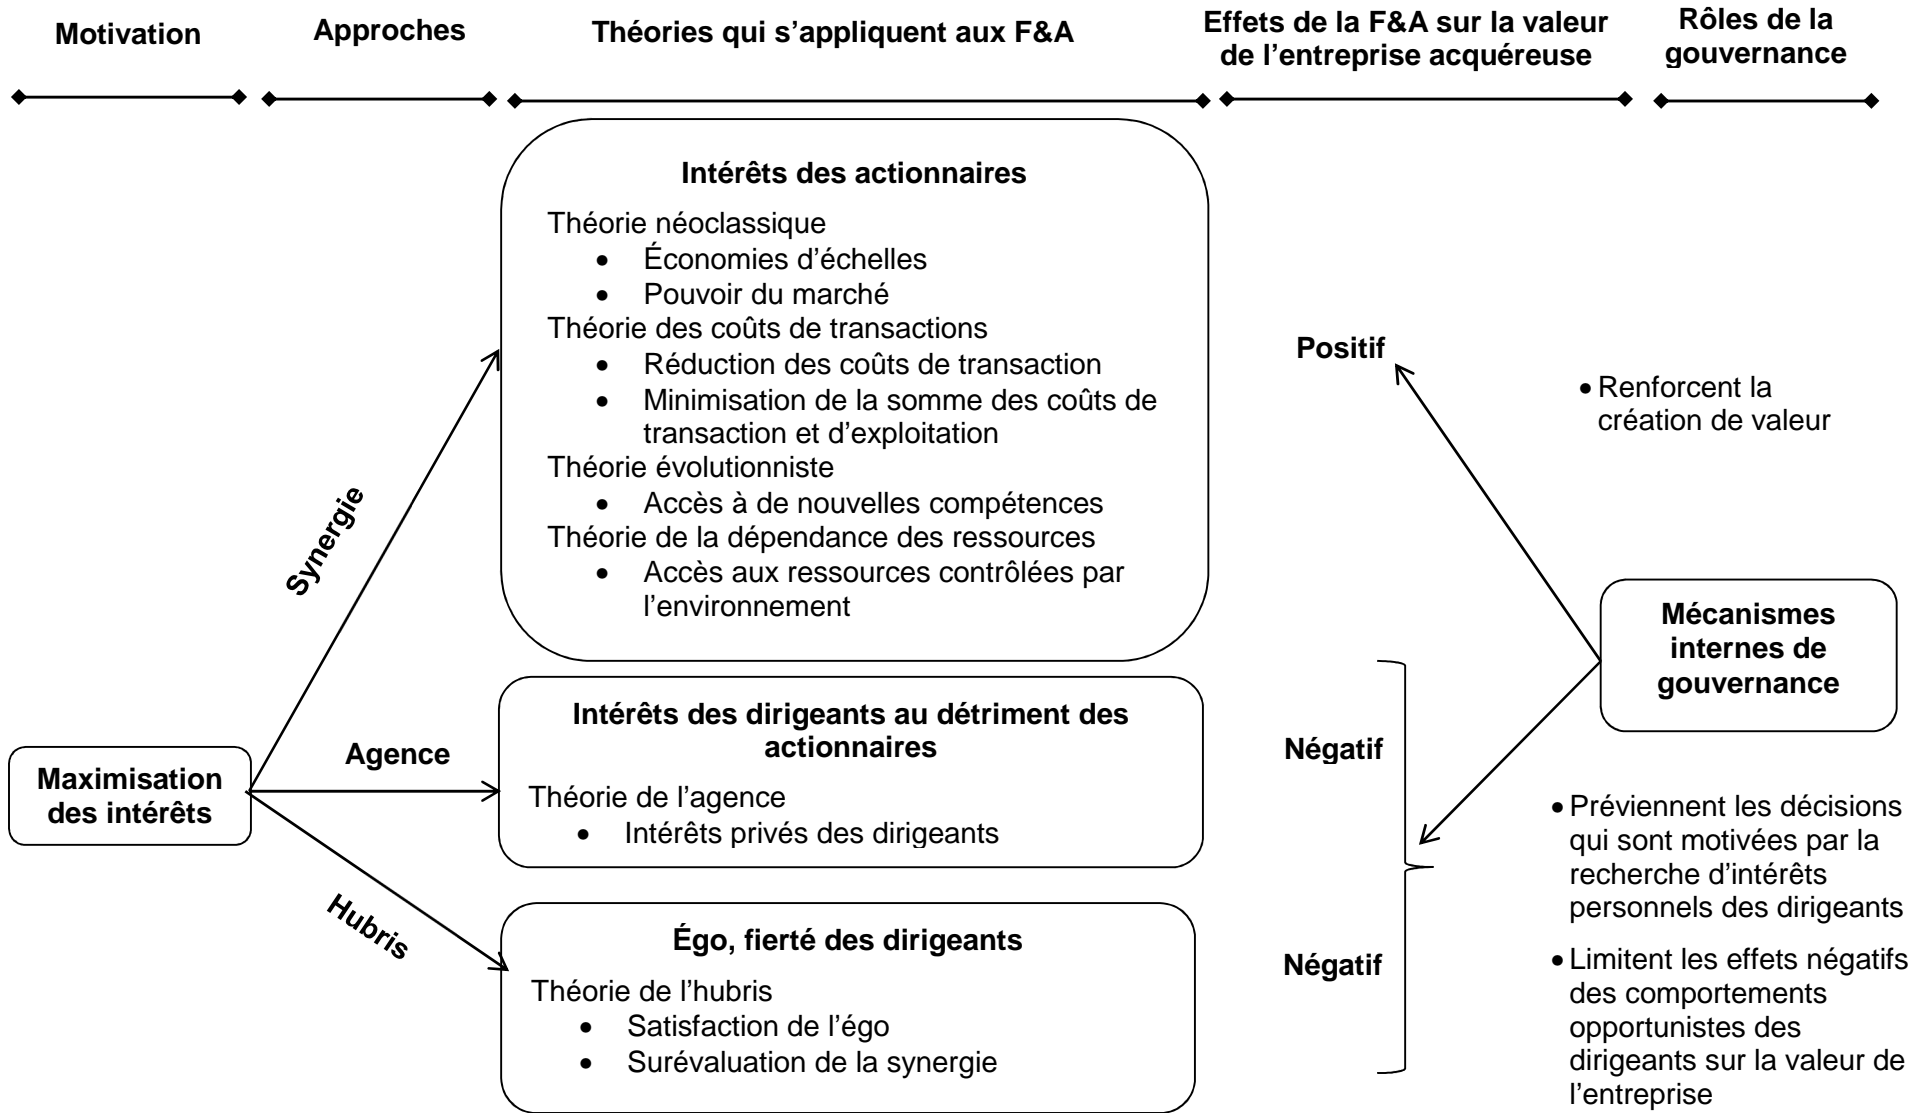 Motivation
Approches
Théories qui s’appliquent aux F&A
Effets de la F&A sur la valeur
de l’entreprise acquéreuse
Rôles de la
gouvernance
Intérêts des actionnaires
Théorie néoclassique
• Économies d’échelles
• Pouvoir du marché
Théorie des coûts de transactions
• Réduction des coûts de transaction
• Minimisation de la somme des coûts de
transaction et d’exploitation
Théorie évolutionniste
• Accès à de nouvelles compétences
Théorie de la dépendance des ressources
• Accès aux ressources contrôlées par
l’environnement
Synergie
Positif
• Renforcent la
création de valeur
Mécanismes
internes de
gouvernance
Maximisation
des intérêts
Agence
Intérêts des dirigeants au détriment des
actionnaires
Théorie de l’agence
• Intérêts privés des dirigeants
Négatif
• Préviennent les décisions
qui sont motivées par la
recherche d’intérêts
personnels des dirigeants
Hubris
Égo, fierté des dirigeants
Théorie de l’hubris
• Satisfaction de l’égo
• Surévaluation de la synergie
Négatif
• Limitent les effets négatifs
des comportements
opportunistes des
dirigeants sur la valeur de
l’entreprise